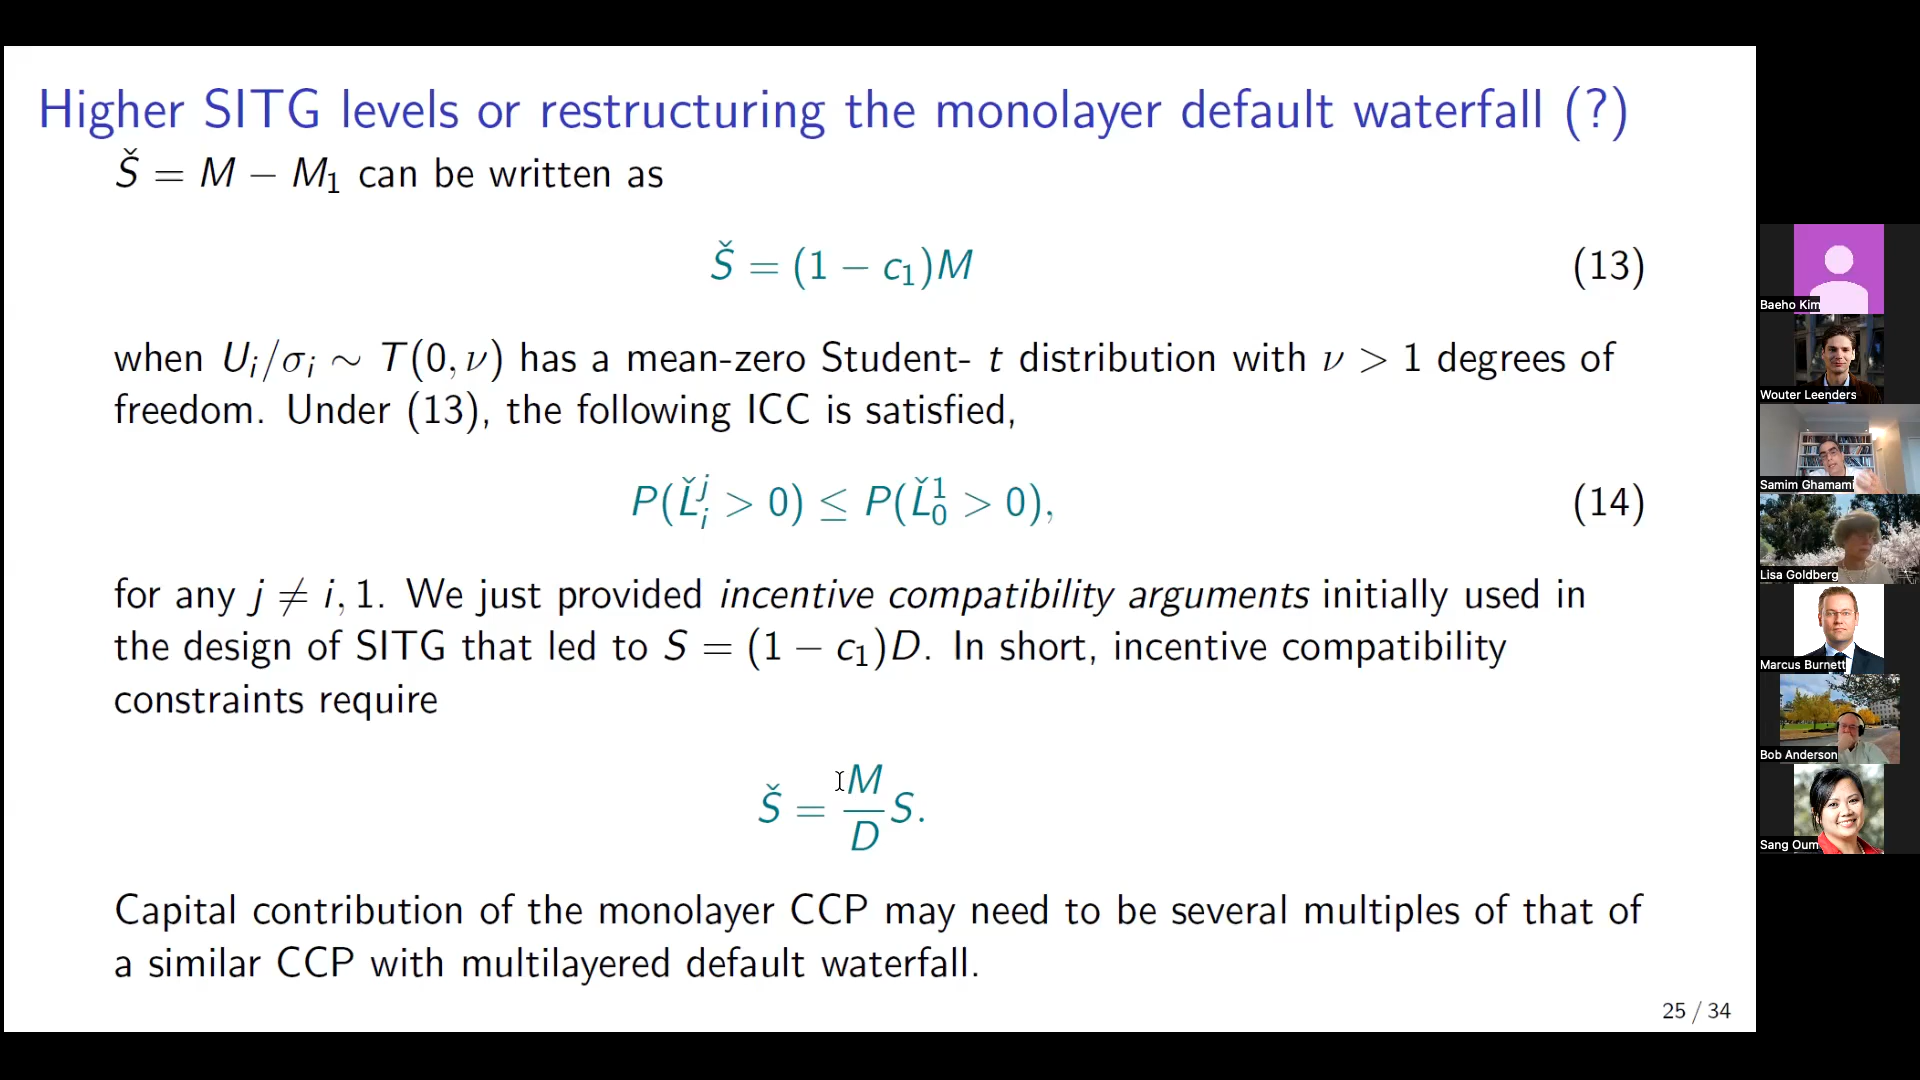 Higher SITG levels or restructuring the monolayer default waterfall (?)
Š = M − M₁ can be written as
Š = (1 − c₁)M (13)
when Uᵢ/σᵢ ∼ T(0, ν) has a mean-zero Student- t distribution with ν > 1 degrees of
freedom. Under (13), the following ICC is satisfied,
P(Ľᵢʲ > 0) ≤ P(Ľ₀¹ > 0), (14)
for any j ≠ i, 1. We just provided incentive compatibility arguments initially used in
the design of SITG that led to S = (1 − c₁)D. In short, incentive compatibility
constraints require
Š = M/D S.
Capital contribution of the monolayer CCP may need to be several multiples of that of
a similar CCP with multilayered default waterfall.
25 / 34
Baeho Kim
Wouter Leenders
Samim Ghamami
Lisa Goldberg
Marcus Burnett
Bob Anderson
Sang Oum